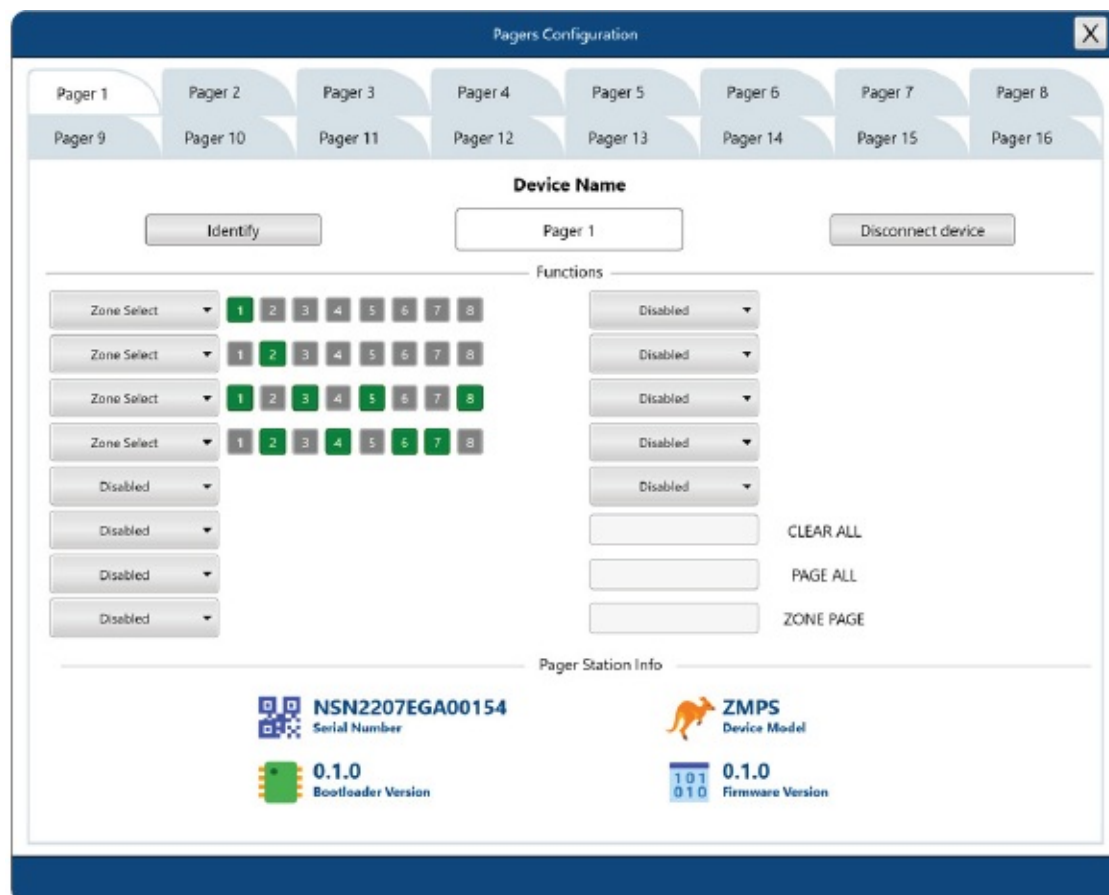 Pagers Configuration X
Pager 1 Pager 2 Pager 3 Pager 4 Pager 5 Pager 6 Pager 7 Pager 8
Pager 9 Pager 10 Pager 11 Pager 12 Pager 13 Pager 14 Pager 15 Pager 16
Device Name
Identify Pager 1 Disconnect device
Functions
Zone Select 1 2 3 4 5 6 7 8 Disabled
Zone Select 1 2 3 4 5 6 7 8 Disabled
Zone Select 1 2 3 4 5 6 7 8 Disabled
Zone Select 1 2 3 4 5 6 7 8 Disabled
Disabled Disabled
Disabled CLEAR ALL
Disabled PAGE ALL
Disabled ZONE PAGE
Pager Station Info
NSN2207EGA00154 ZMPS
Serial Number Device Model
0.1.0 101 010 0.1.0
Bootloader Version Firmware Version